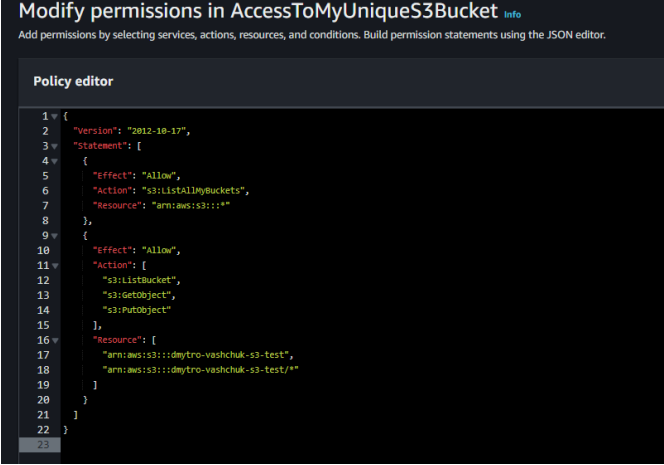 Modify permissions in AccessToMyUniqueS3Bucket Info
Add permissions by selecting services, actions, resources, and conditions. Build permission statements using the JSON editor.
Policy editor
1 {
2 "Version": "2012-10-17",
3 "Statement": [
4 {
5 "Effect": "Allow",
6 "Action": "s3:ListAllMyBuckets",
7 "Resource": "arn:aws:s3:::*"
8 },
9 {
10 "Effect": "Allow",
11 "Action": [
12 "s3:ListBucket",
13 "s3:GetObject",
14 "s3:PutObject"
15 ],
16 "Resource": [
17 "arn:aws:s3:::dmytro-vashchuk-s3-test",
18 "arn:aws:s3:::dmytro-vashchuk-s3-test/*"
19 ]
20 }
21 ]
22 }
23